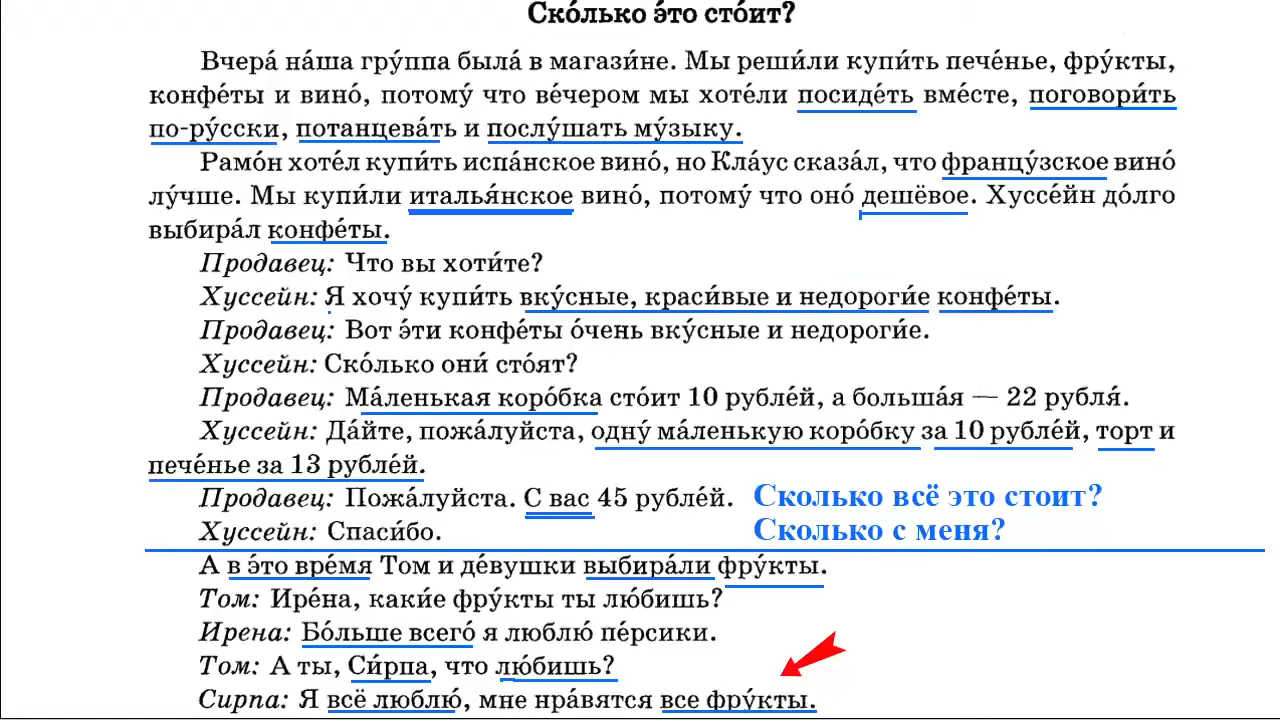 Ско́лько э́то сто́ит?
Вчера́ на́ша гру́ппа была́ в магази́не. Мы реши́ли купи́ть пече́нье, фру́кты,
конфе́ты и вино́, потому́ что ве́чером мы хоте́ли посиде́ть вме́сте, поговори́ть
по-ру́сски, потанцева́ть и послу́шать му́зыку.
Рамо́н хоте́л купи́ть испа́нское вино́, но Кла́ус сказа́л, что францу́зское вино́
лу́чше. Мы купи́ли италья́нское вино́, потому́ что оно́ дешёвое. Хуссе́йн до́лго
выбира́л конфе́ты.
Продавец: Что вы хоти́те?
Хуссейн: Я хочу́ купи́ть вку́сные, краси́вые и недороги́е конфе́ты.
Продавец: Вот э́ти конфе́ты о́чень вку́сные и недороги́е.
Хуссейн: Ско́лько они́ сто́ят?
Продавец: Ма́ленькая коро́бка сто́ит 10 рубле́й, а больша́я — 22 рубля́.
Хуссейн: Да́йте, пожа́луйста, одну́ ма́ленькую коро́бку за 10 рубле́й, торт и
пече́нье за 13 рубле́й.
Продавец: Пожа́луйста. С вас 45 рубле́й. Сколько всё это стоит?
Хуссейн: Спаси́бо. Сколько с меня?
А в э́то вре́мя Том и де́вушки выбира́ли фру́кты.
Том: Ире́на, каки́е фру́кты ты лю́бишь?
Ирена: Бо́льше всего́ я люблю́ пе́рсики.
Том: А ты, Си́рпа, что лю́бишь?
Сирпа: Я всё люблю́, мне нра́вятся все фру́кты.